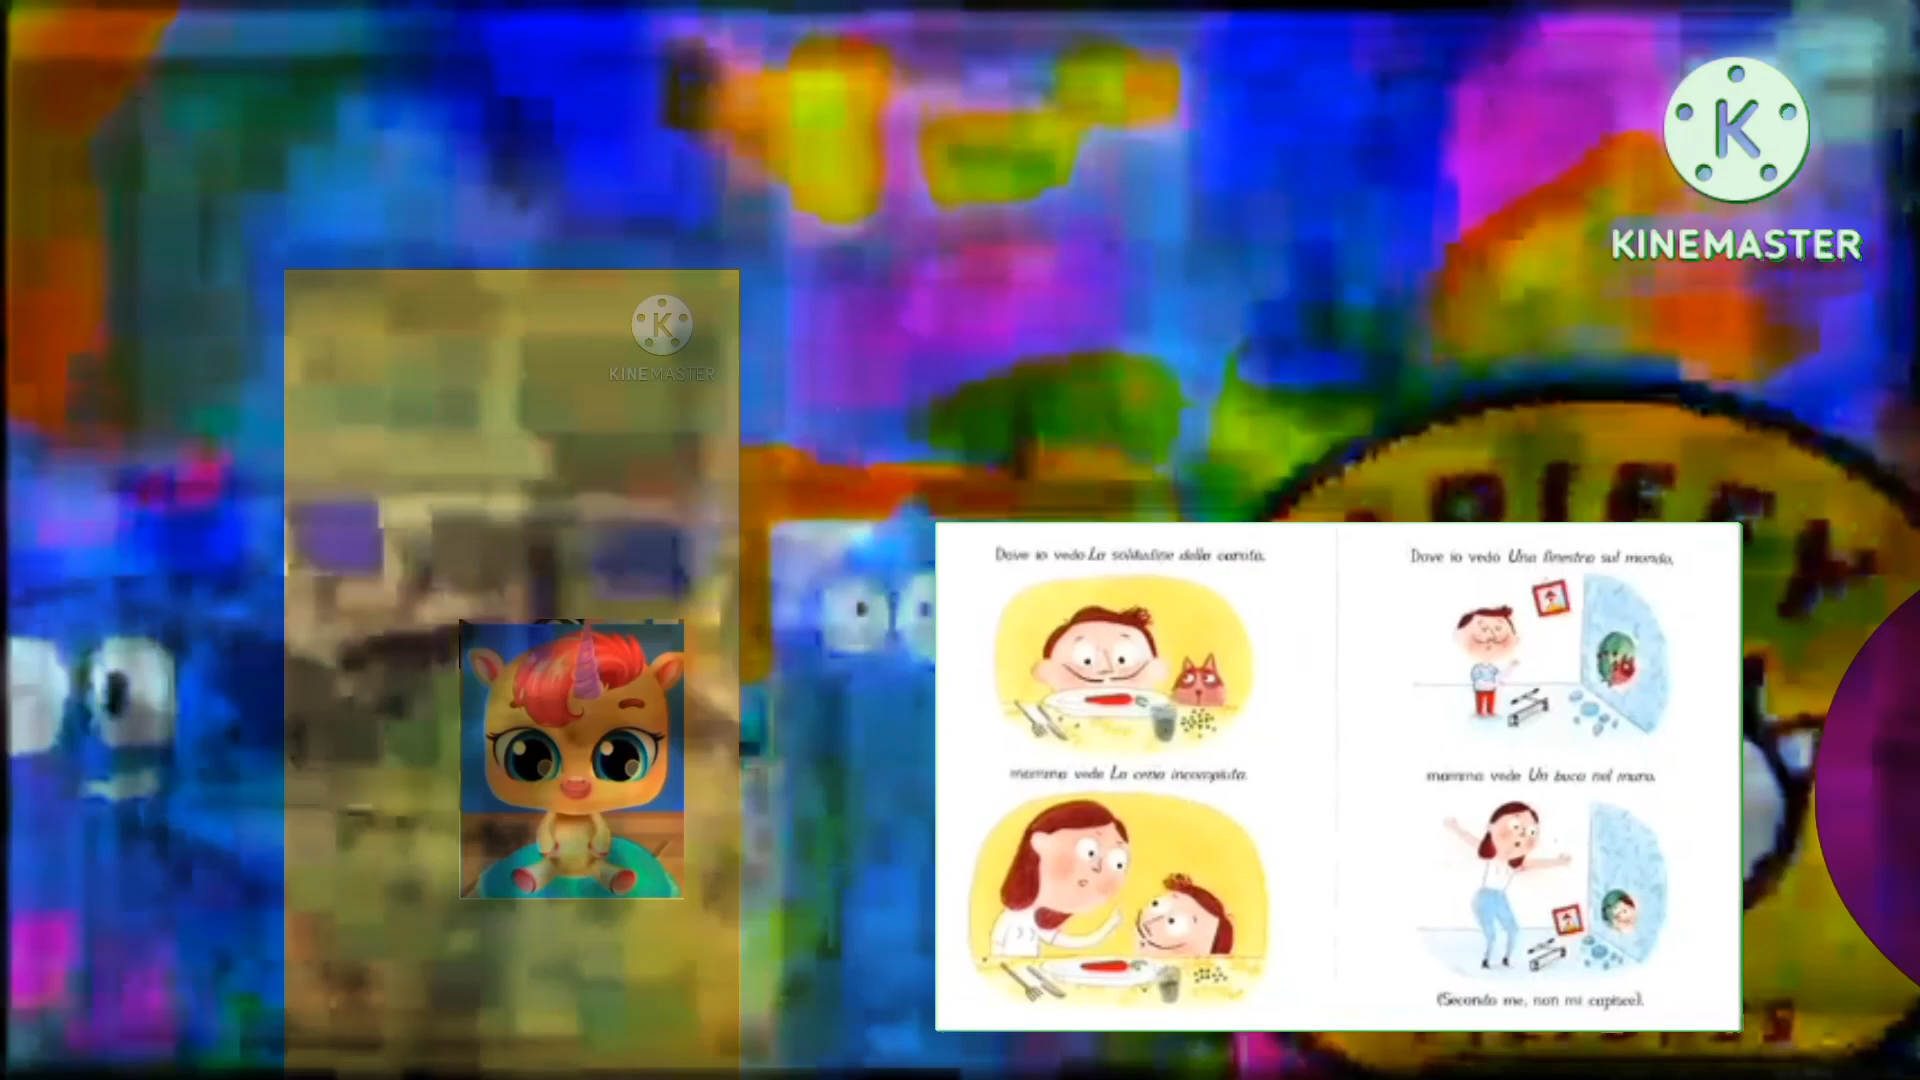 KINEMASTER
KINEMASTER
Dove io vedo La solitudine della carota,
mamma vede La cena incompiuta.
Dove io vedo Una finestra sul mondo,
mamma vede Un buco nel muro.
(Secondo me, non mi capisce).